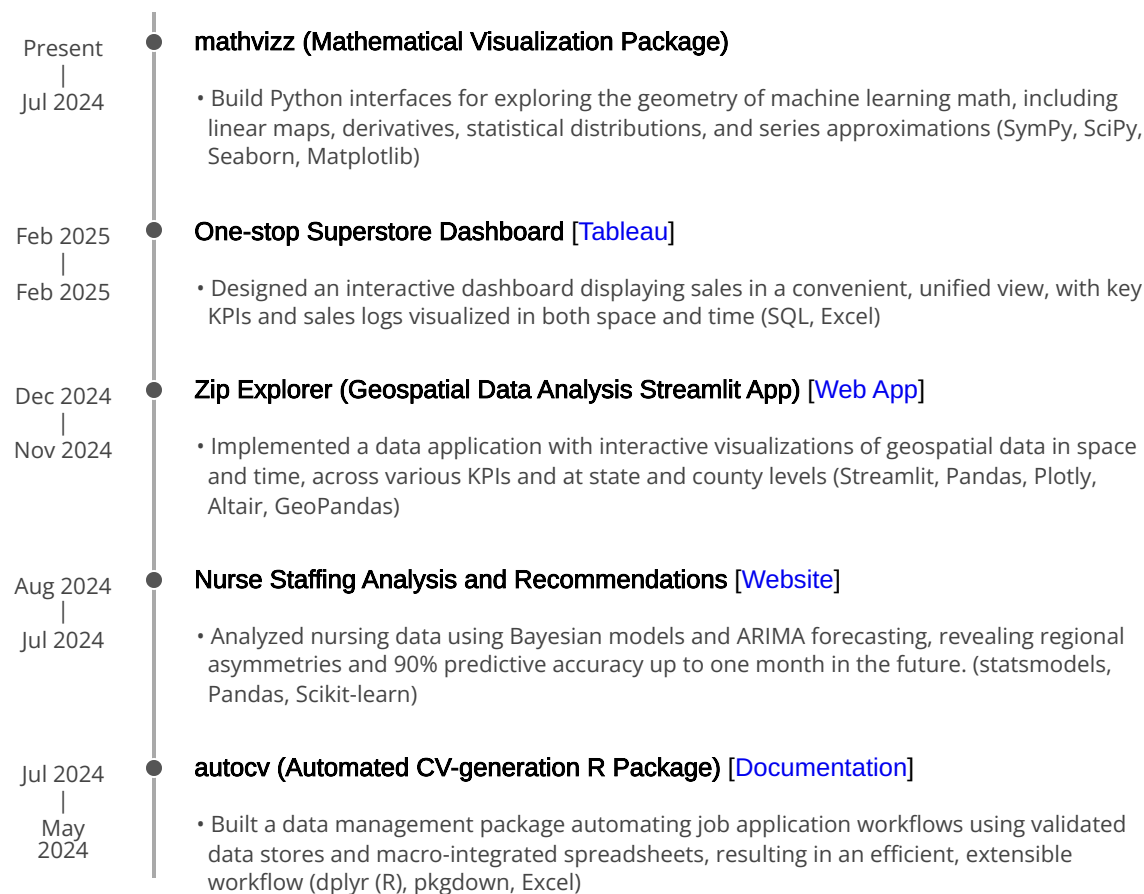 Present
|
Jul 2024
mathvizz (Mathematical Visualization Package)
• Build Python interfaces for exploring the geometry of machine learning math, including
linear maps, derivatives, statistical distributions, and series approximations (SymPy, SciPy,
Seaborn, Matplotlib)
Feb 2025
|
Feb 2025
One-stop Superstore Dashboard [Tableau]
• Designed an interactive dashboard displaying sales in a convenient, unified view, with key
KPIs and sales logs visualized in both space and time (SQL, Excel)
Dec 2024
|
Nov 2024
Zip Explorer (Geospatial Data Analysis Streamlit App) [Web App]
• Implemented a data application with interactive visualizations of geospatial data in space
and time, across various KPIs and at state and county levels (Streamlit, Pandas, Plotly,
Altair, GeoPandas)
Aug 2024
|
Jul 2024
Nurse Staffing Analysis and Recommendations [Website]
• Analyzed nursing data using Bayesian models and ARIMA forecasting, revealing regional
asymmetries and 90% predictive accuracy up to one month in the future. (statsmodels,
Pandas, Scikit-learn)
Jul 2024
|
May
2024
autocv (Automated CV-generation R Package) [Documentation]
• Built a data management package automating job application workflows using validated
data stores and macro-integrated spreadsheets, resulting in an efficient, extensible
workflow (dplyr (R), pkgdown, Excel)